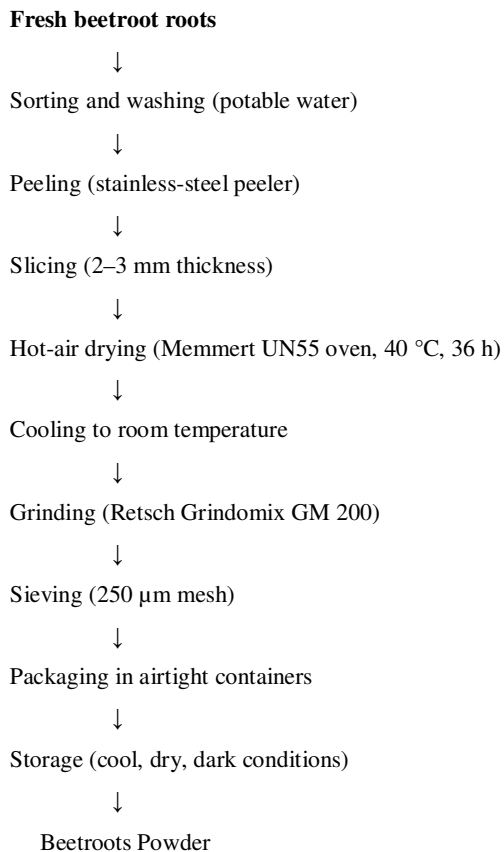 Fresh beetroot roots
↓
Sorting and washing (potable water)
↓
Peeling (stainless-steel peeler)
↓
Slicing (2–3 mm thickness)
↓
Hot-air drying (Memmert UN55 oven, 40 °C, 36 h)
↓
Cooling to room temperature
↓
Grinding (Retsch Grindomix GM 200)
↓
Sieving (250 µm mesh)
↓
Packaging in airtight containers
↓
Storage (cool, dry, dark conditions)
↓
Beetroots Powder